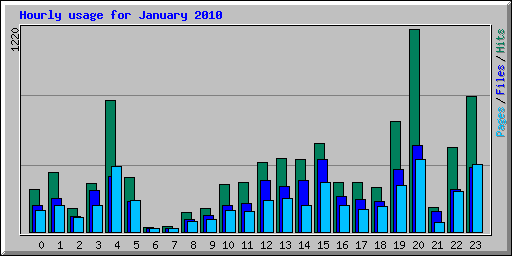 Hourly usage for January 2010
1220
Pages / Files / Hits
0 1 2 3 4 5 6 7 8 9 10 11 12 13 14 15 16 17 18 19 20 21 22 23